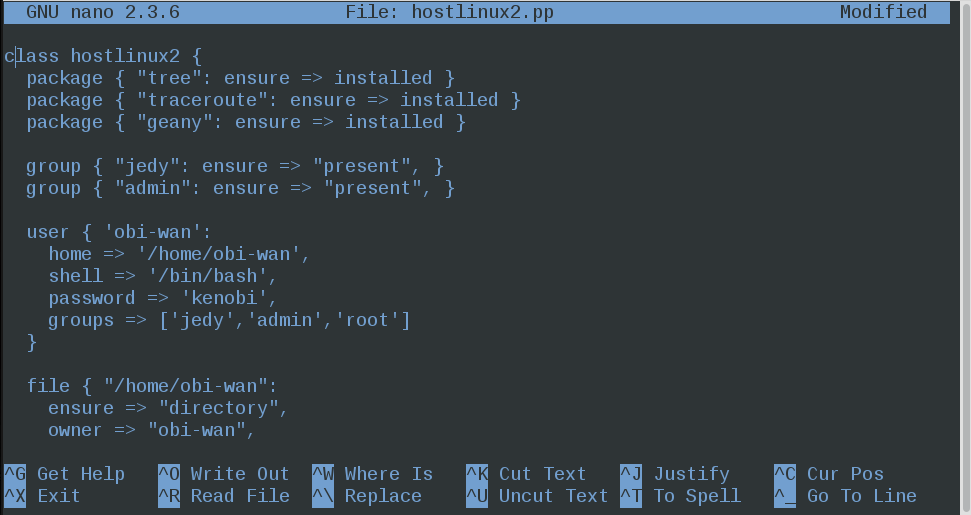 GNU nano 2.3.6 File: hostlinux2.pp Modified
class hostlinux2 {
  package { "tree": ensure => installed }
  package { "traceroute": ensure => installed }
  package { "geany": ensure => installed }
  group { "jedy": ensure => "present", }
  group { "admin": ensure => "present", }
  user { 'obi-wan':
    home => '/home/obi-wan',
    shell => '/bin/bash',
    password => 'kenobi',
    groups => ['jedy','admin','root']
  }
  file { "/home/obi-wan":
    ensure => "directory",
    owner => "obi-wan",
^G Get Help ^O Write Out ^W Where Is ^K Cut Text ^J Justify ^C Cur Pos
^X Exit ^R Read File ^\ Replace ^U Uncut Text ^T To Spell ^_ Go To Line